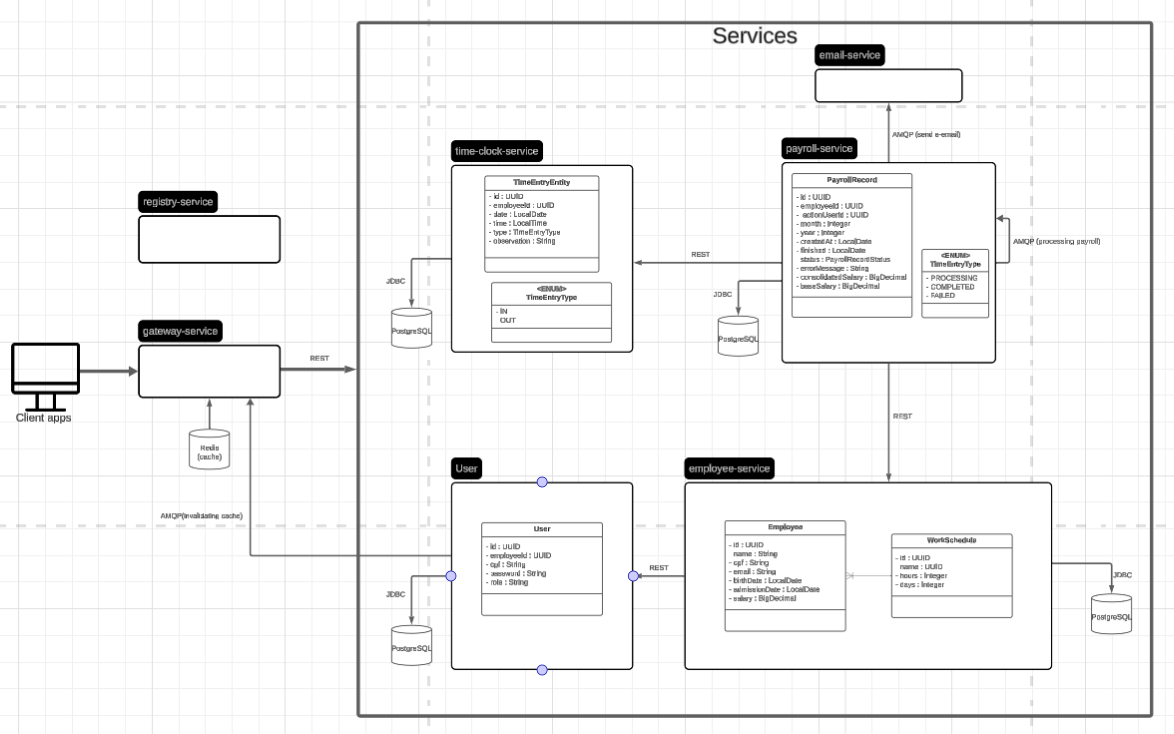 Services
email-service
AMQP (send e-email)
time-clock-service
TimeEntryEntity
- id : UUID
- employeeId : UUID
- date : LocalDate
- time : LocalTime
- type : TimeEntryType
- observation : String
<ENUM>
TimeEntryType
- IN
OUT
JDBC
PostgreSQL
payroll-service
PayrollRecord
- id : UUID
- employeeId : UUID
- actionUserId : UUID
- month : Integer
- year : Integer
- createdAt : LocalDate
- finished : LocalDate
status : PayrollRecordStatus
- errorMessage : String
- consolidatedSalary : BigDecimal
- baseSalary : BigDecimal
<ENUM>
TimeEntryType
- PROCESSING
- COMPLETED
- FAILED
AMQP (processing payroll)
REST
JDBC
PostgreSQL
registry-service
gateway-service
REST
Client apps
Redis
(cache)
AMQP(invalidating cache)
REST
User
User
- id : UUID
- employeeId : UUID
- cpf : String
- password : String
- role : String
JDBC
PostgreSQL
REST
employee-service
Employee
- id : UUID
name : String
- cpf : String
- email : String
- birthDate : LocalDate
- admissionDate : LocalDate
- salary : BigDecimal
WorkSchedule
- id : UUID
name : UUID
- hours : Integer
- days : Integer
JDBC
PostgreSQL